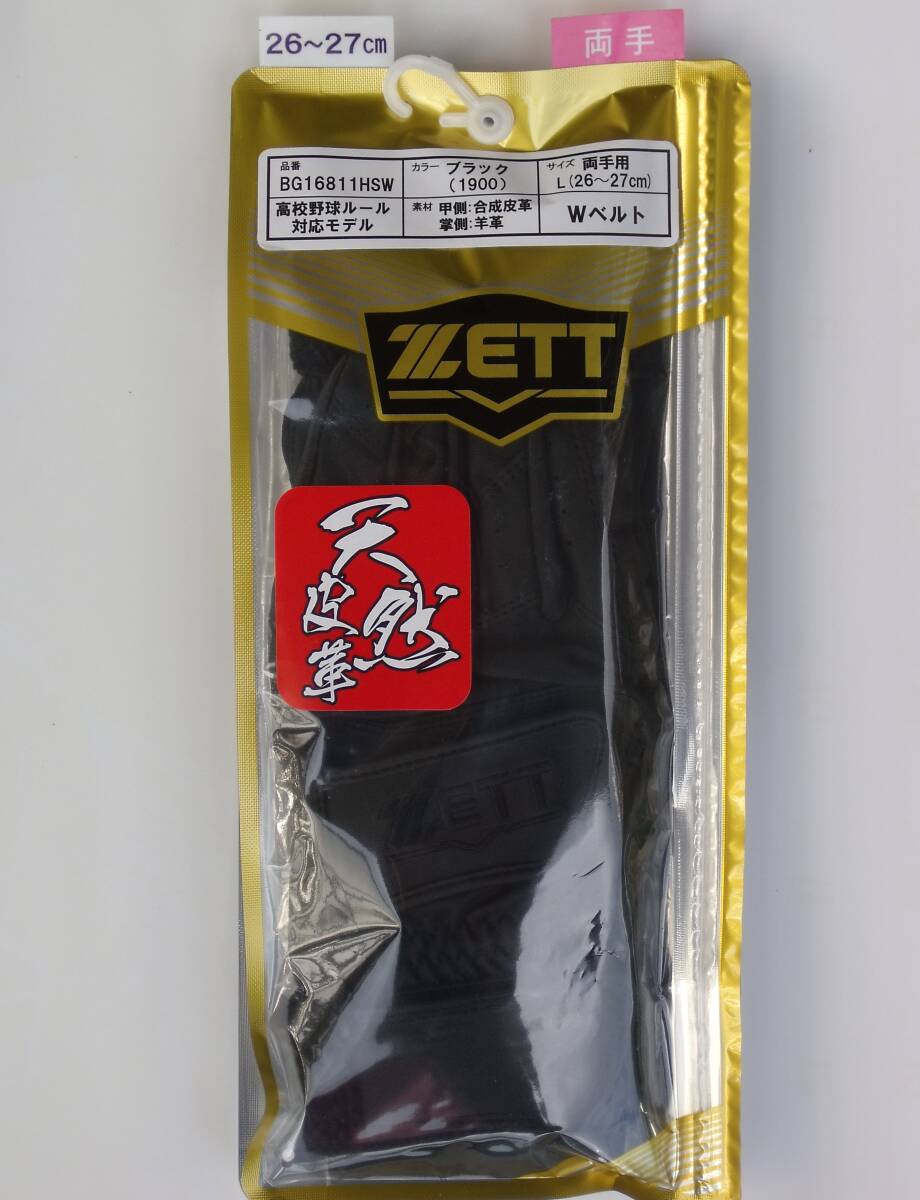 26～27cm
両手
品番 BG16811HSW
カラー ブラック
(1900)
サイズ 両手用
L(26～27cm)
高校野球ルール
対応モデル
素材 甲側:合成皮革
掌側:羊革
Wベルト
ZETT
天然
皮革
ZETT